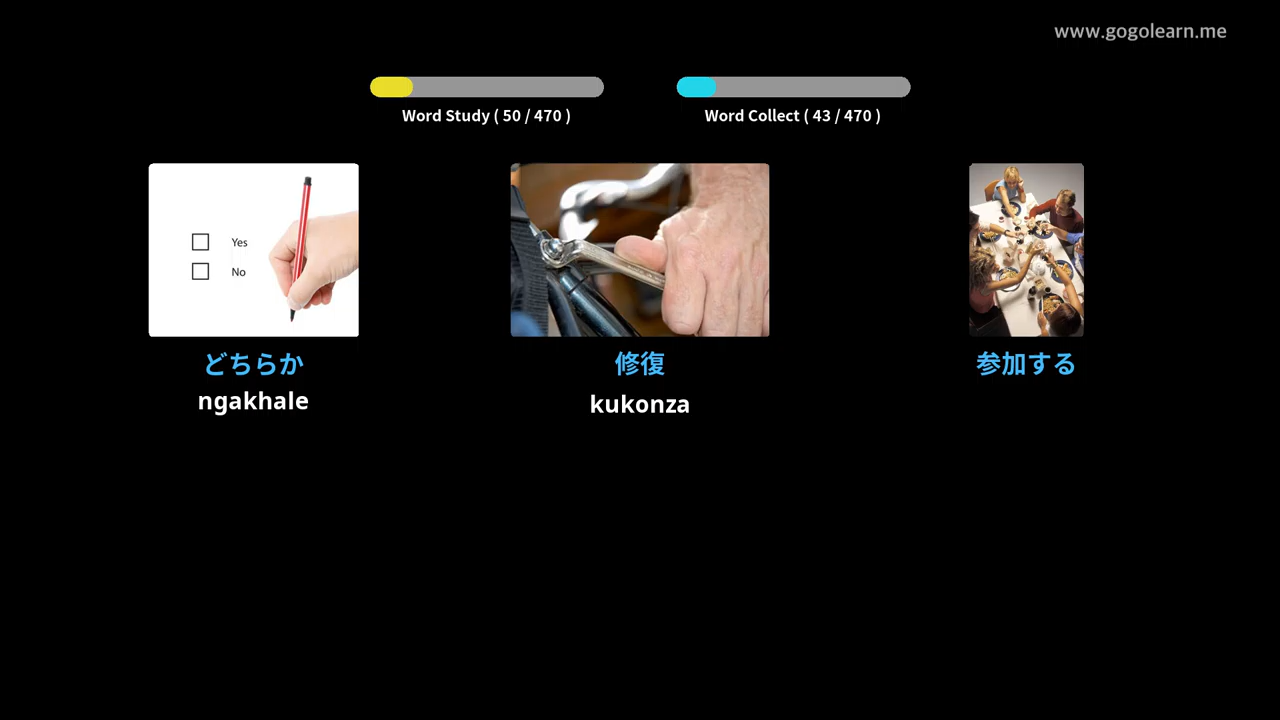 www.gogolearn.me
Word Study ( 50 / 470 )
Word Collect ( 43 / 470 )
Yes
No
どちらか
ngakhale
修復
kukonza
参加する